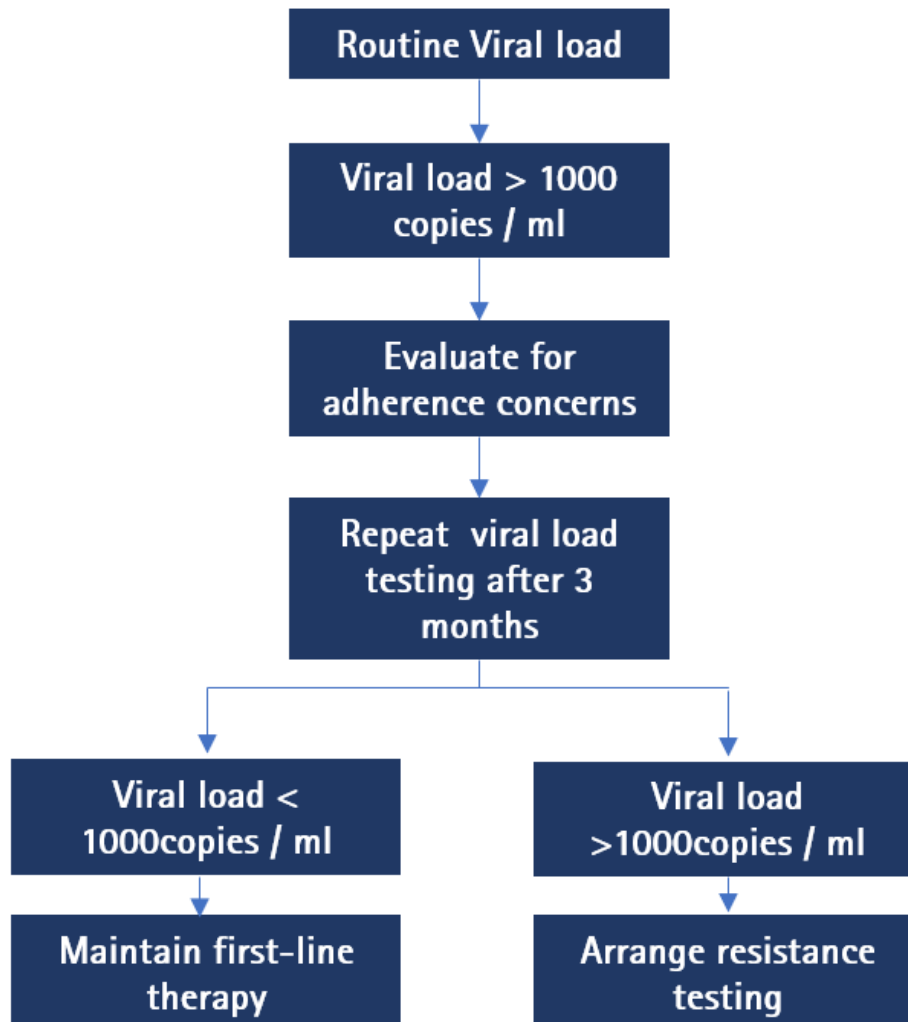 Routine Viral load
Viral load > 1000
copies / ml
Evaluate for
adherence concerns
Repeat viral load
testing after 3
months
Viral load <
1000copies / ml
Maintain first-line
therapy
Viral load
>1000copies / ml
Arrange resistance
testing